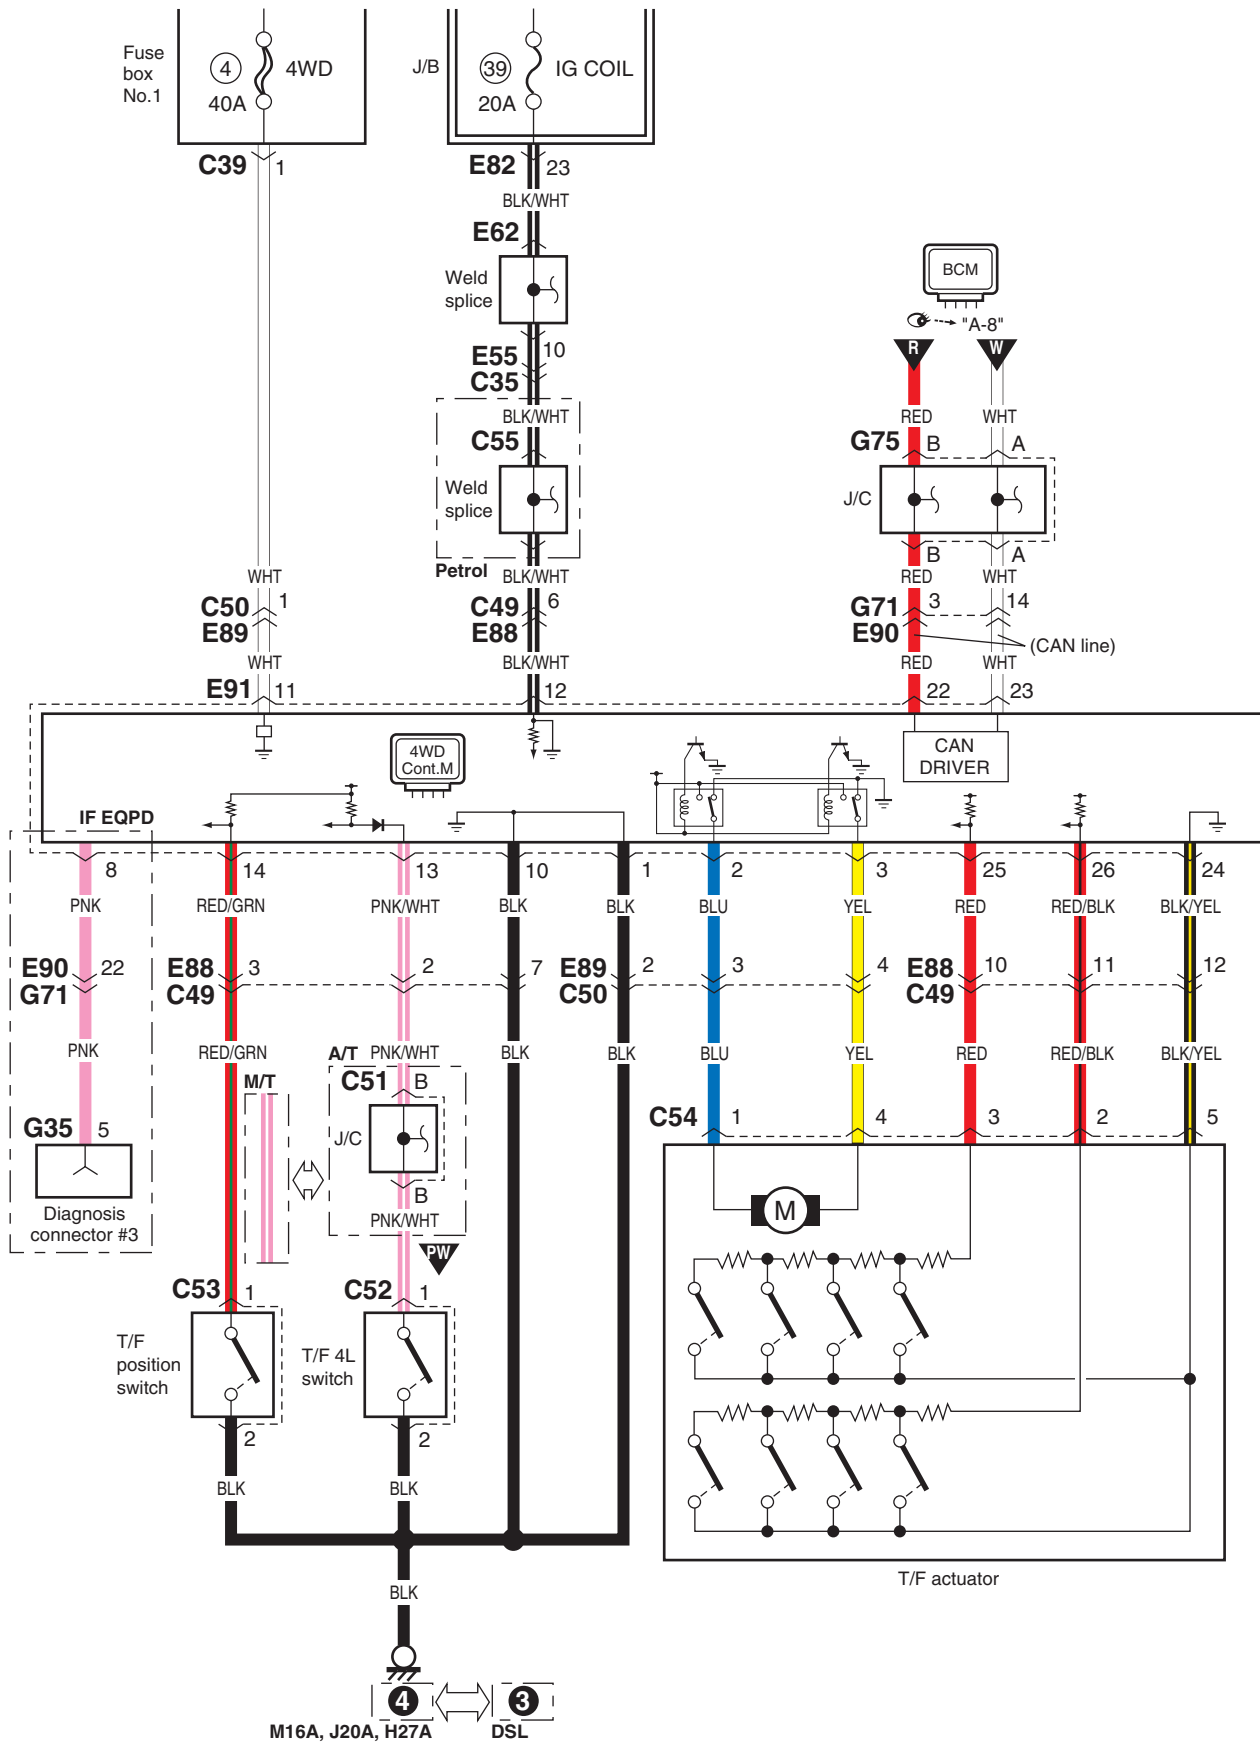 Fuse
box
No.1
4
4WD
40A
J/B
39
IG COIL
20A
C39
1
E82
23
BLK/WHT
E62
Weld
splice
BCM
"A-8"
R
W
E55
10
C35
BLK/WHT
RED
WHT
C55
G75
B
A
Weld
splice
J/C
Petrol
B
A
WHT
BLK/WHT
RED
WHT
C50
1
E89
C49
6
E88
G71
3
14
E90
(CAN line)
WHT
BLK/WHT
RED
WHT
E91
11
12
22
23
4WD
Cont.M
CAN
DRIVER
IF EQPD
8
14
13
10
1
2
3
25
26
24
PNK
RED/GRN
PNK/WHT
BLK
BLK
BLU
YEL
RED
RED/BLK
BLK/YEL
E90
22
G71
E88
3
C49
2
7
E89
2
C50
3
4
E88
10
C49
11
12
PNK
RED/GRN
A/T
PNK/WHT
BLK
BLK
BLU
YEL
RED
RED/BLK
BLK/YEL
M/T
C51
B
G35
5
C54
1
4
3
2
5
J/C
Diagnosis
connector #3
B
PNK/WHT
PW
M
C53
1
C52
1
T/F
position
switch
T/F 4L
switch
2
2
BLK
BLK
T/F actuator
BLK
4
3
M16A, J20A, H27A
DSL